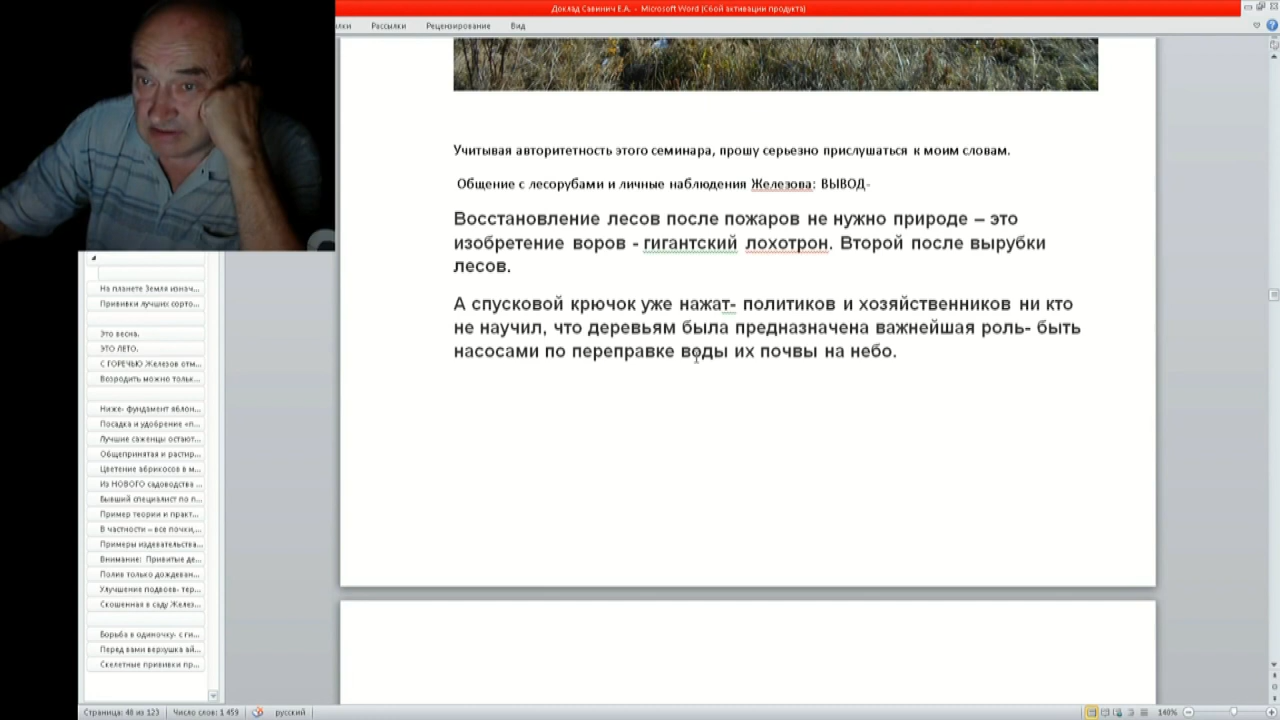 Доклад Савинич Е.А. - Microsoft Word (Сбой активации продукта)
Рассылки Рецензирование Вид
Учитывая авторитетность этого семинара, прошу серьезно прислушаться к моим словам.
Общение с лесорубами и личные наблюдения Железова: ВЫВОД-
Восстановление лесов после пожаров не нужно природе – это
изобретение воров - гигантский лохотрон. Второй после вырубки
лесов.
А спусковой крючок уже нажат- политиков и хозяйственников ни кто
не научил, что деревьям была предназначена важнейшая роль- быть
насосами по переправке воды их почвы на небо.
На планете Земля изнач...
Прививки лучших сорто...
Это весна.
ЭТО ЛЕТО.
С ГОРЕЧЬЮ Железов отм...
Возродить можно тольк...
Ниже- фундамент яблон...
Посадка и удобрение «п...
Лучшие саженцы остают...
Общепринятая и растир...
Цветение абрикосов в м...
Из НОВОГО садоводства ...
Бывший специалист по п...
Пример теории и практ...
В частности – все почки,...
Примеры издевательства...
Внимание: Привитые де...
Полив только дождеван...
Улучшение подвоев- тер...
Скошенная в саду Желез...
Борьба в одиночку- с ги...
Перед вами верхушка ай...
Скелетные прививки пр...
Страница: 48 из 123 Число слов: 1 459 русский 140%